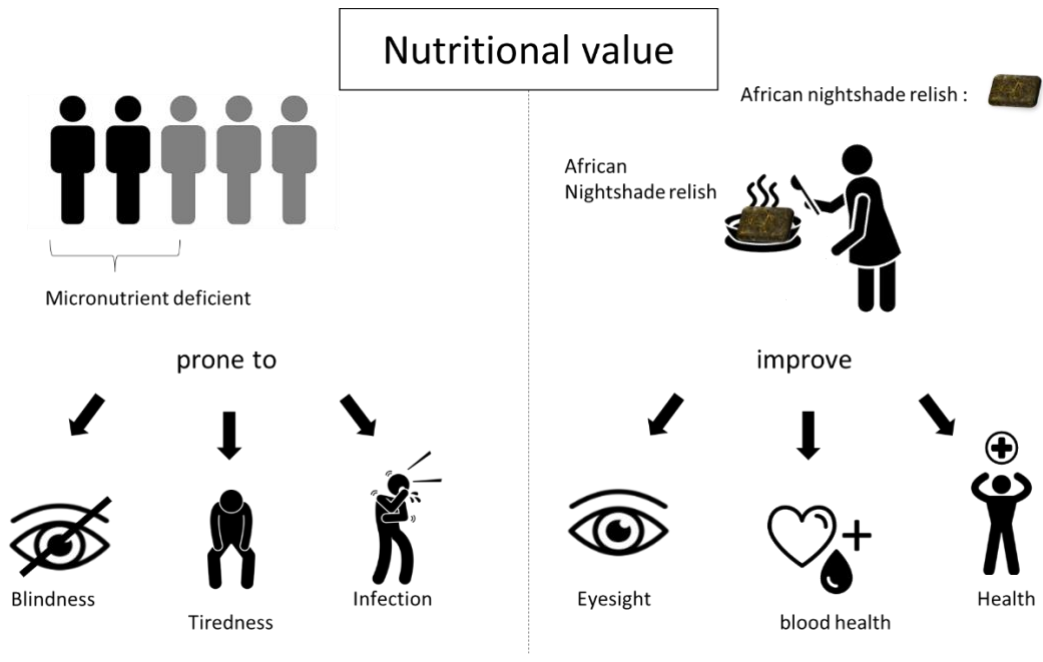 Nutritional value
Micronutrient deficient
prone to
Blindness
Tiredness
Infection
African nightshade relish :
African
Nightshade relish
improve
Eyesight
blood health
Health